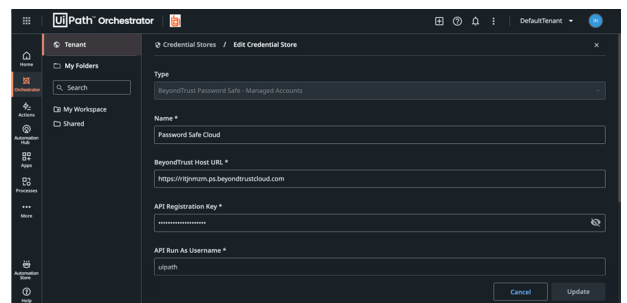 UiPath Orchestrator
DefaultTenant
IN
Tenant
Credential Stores / Edit Credential Store
Home
My Folders
Type
BeyondTrust Password Safe - Managed Accounts
Orchestrator
Search
Actions
My Workspace
Name *
Shared
Password Safe Cloud
Automation Hub
BeyondTrust Host URL *
Apps
https://ritjnmzm.ps.beyondtrustcloud.com
Processes
API Registration Key *
••••••••••••••••••••
More
API Run As Username *
uipath
Automation Store
Cancel
Update
Help